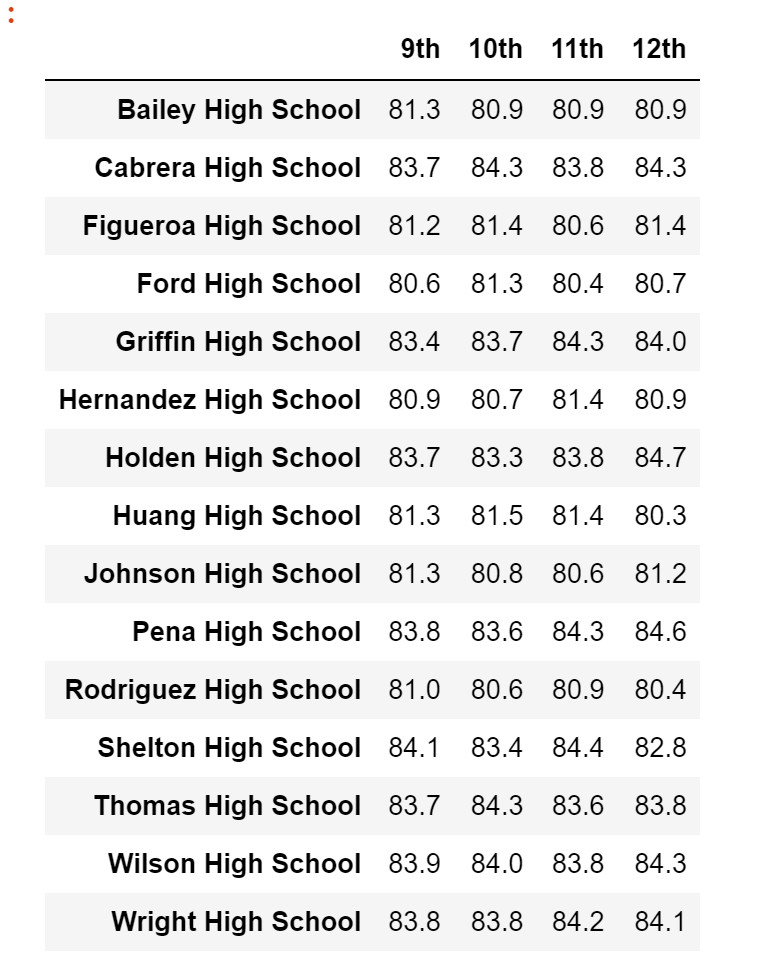 :
9th 10th 11th 12th
Bailey High School 81.3 80.9 80.9 80.9
Cabrera High School 83.7 84.3 83.8 84.3
Figueroa High School 81.2 81.4 80.6 81.4
Ford High School 80.6 81.3 80.4 80.7
Griffin High School 83.4 83.7 84.3 84.0
Hernandez High School 80.9 80.7 81.4 80.9
Holden High School 83.7 83.3 83.8 84.7
Huang High School 81.3 81.5 81.4 80.3
Johnson High School 81.3 80.8 80.6 81.2
Pena High School 83.8 83.6 84.3 84.6
Rodriguez High School 81.0 80.6 80.9 80.4
Shelton High School 84.1 83.4 84.4 82.8
Thomas High School 83.7 84.3 83.6 83.8
Wilson High School 83.9 84.0 83.8 84.3
Wright High School 83.8 83.8 84.2 84.1